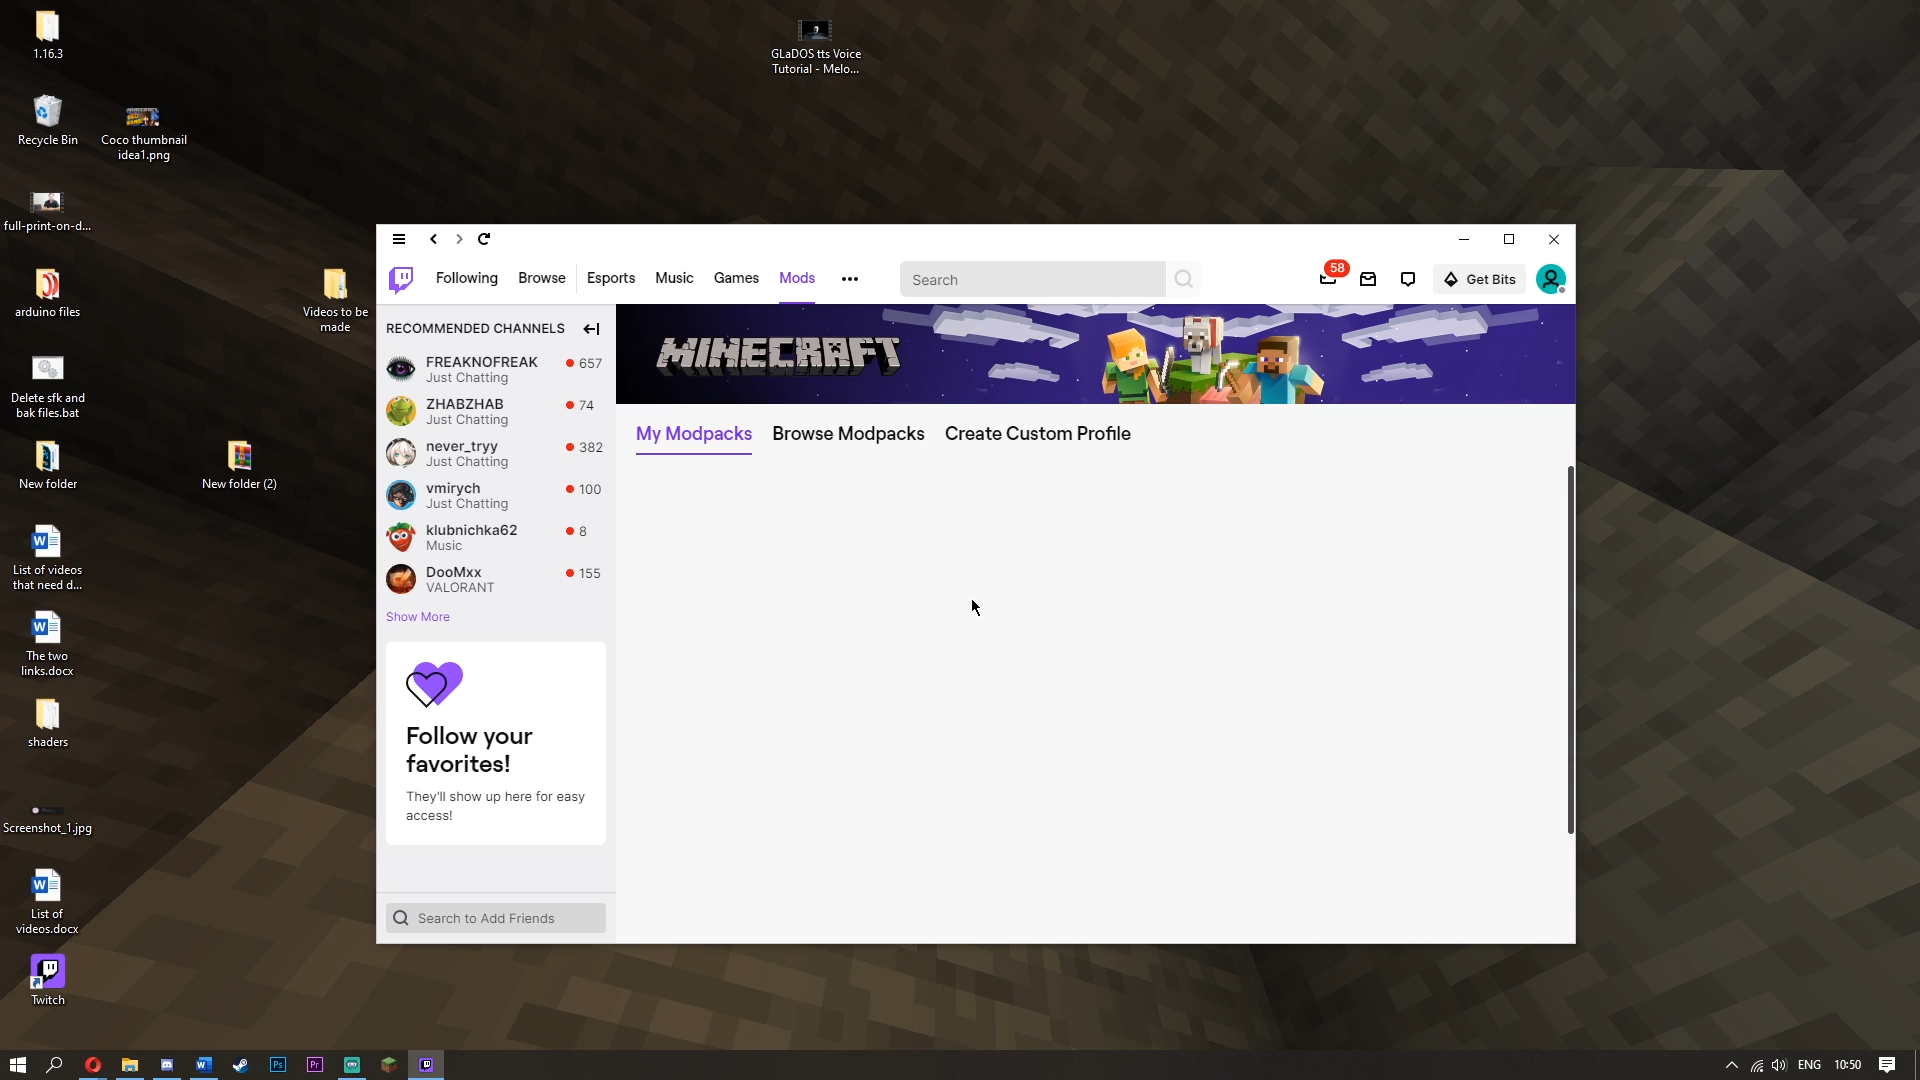 1.16.3
GLaDOS tts Voice
Tutorial - Melo...
Recycle Bin
Coco thumbnail
idea1.png
full-print-on-d...
arduino files
Videos to be
made
Delete sfk and
bak files.bat
New folder
New folder (2)
List of videos
that need d...
The two
links.docx
shaders
Screenshot_1.jpg
List of
videos.docx
Twitch
Following
Browse
Esports
Music
Games
Mods
Search
58
Get Bits
RECOMMENDED CHANNELS
FREAKNOFREAK
657
Just Chatting
ZHABZHAB
74
Just Chatting
never_tryy
382
Just Chatting
vmirych
100
Just Chatting
klubnichka62
8
Music
DooMxx
155
VALORANT
Show More
Follow your
favorites!
They'll show up here for easy
access!
Search to Add Friends
MINECRAFT
My Modpacks
Browse Modpacks
Create Custom Profile
W
Ps
Pr
ENG
10:50